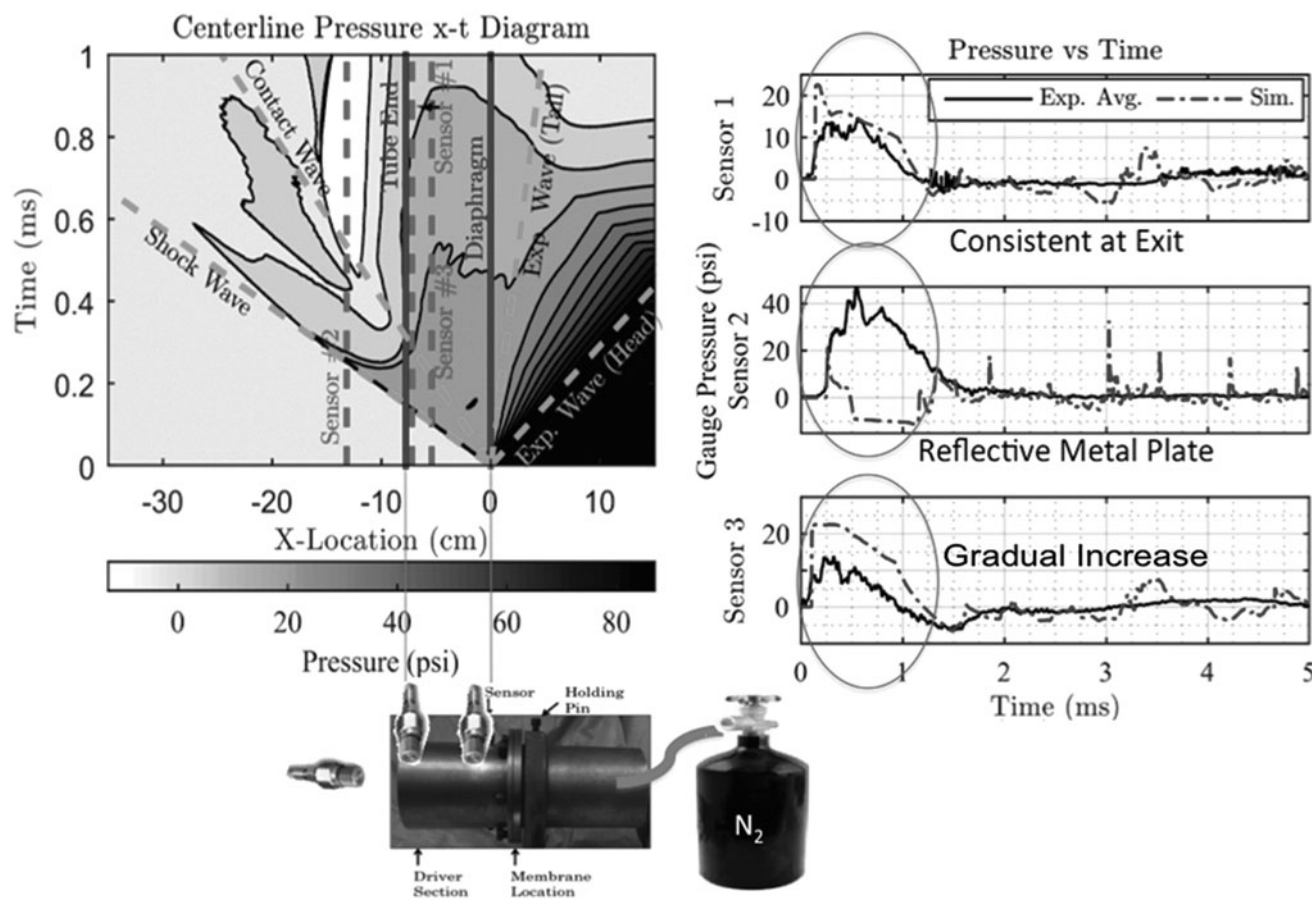 Centerline Pressure x-t Diagram
1
0.8
0.6
0.4
0.2
0
Time (ms)
Contact Wave
Shock Wave
Sensor #2
Tube End
Sensor #1
Sensor #3
Diaphragm
Exp. Wave (Tail)
Exp. Wave (Head)
-30
-20
-10
0
10
X-Location (cm)
0
20
40
60
80
Pressure (psi)
Pressure vs Time
Exp. Avg.
Sim.
20
10
0
-10
Sensor 1
Consistent at Exit
Gauge Pressure (psi)
40
20
0
Sensor 2
Reflective Metal Plate
20
0
Sensor 3
Gradual Increase
0
1
2
3
4
5
Time (ms)
Sensor
Holding
Pin
Driver
Section
Membrane
Location
N2